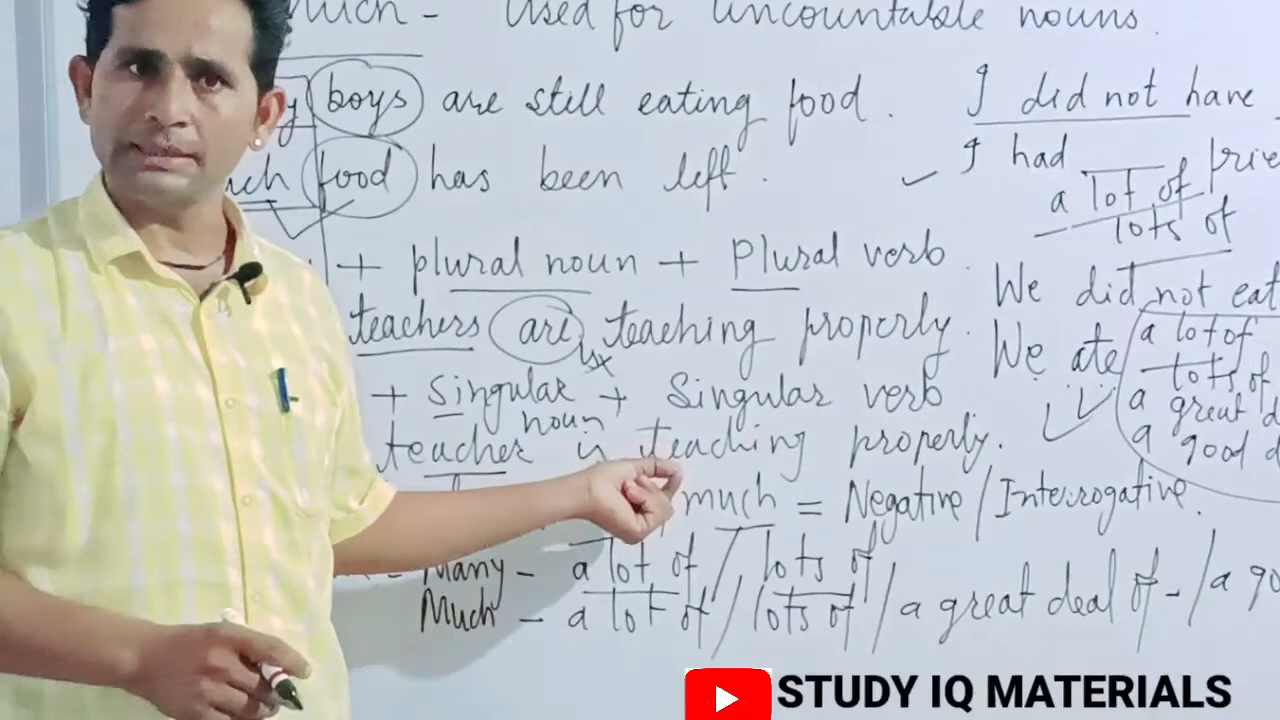 Much - Used for Uncountable nouns.
boys are still eating food.
food has been left.
+ plural noun + Plural verb
teachers are teaching properly.
+ Singular noun + Singular verb
teacher is teaching properly.
much = Negative / Interrogative.
Many - a lot of / lots of
Much - a lot of / lots of / a great deal of - /
I did not have
I had
a lot of
lots of
We did not eat
We ate
a lot of
lots of
a great
a good
STUDY IQ MATERIALS